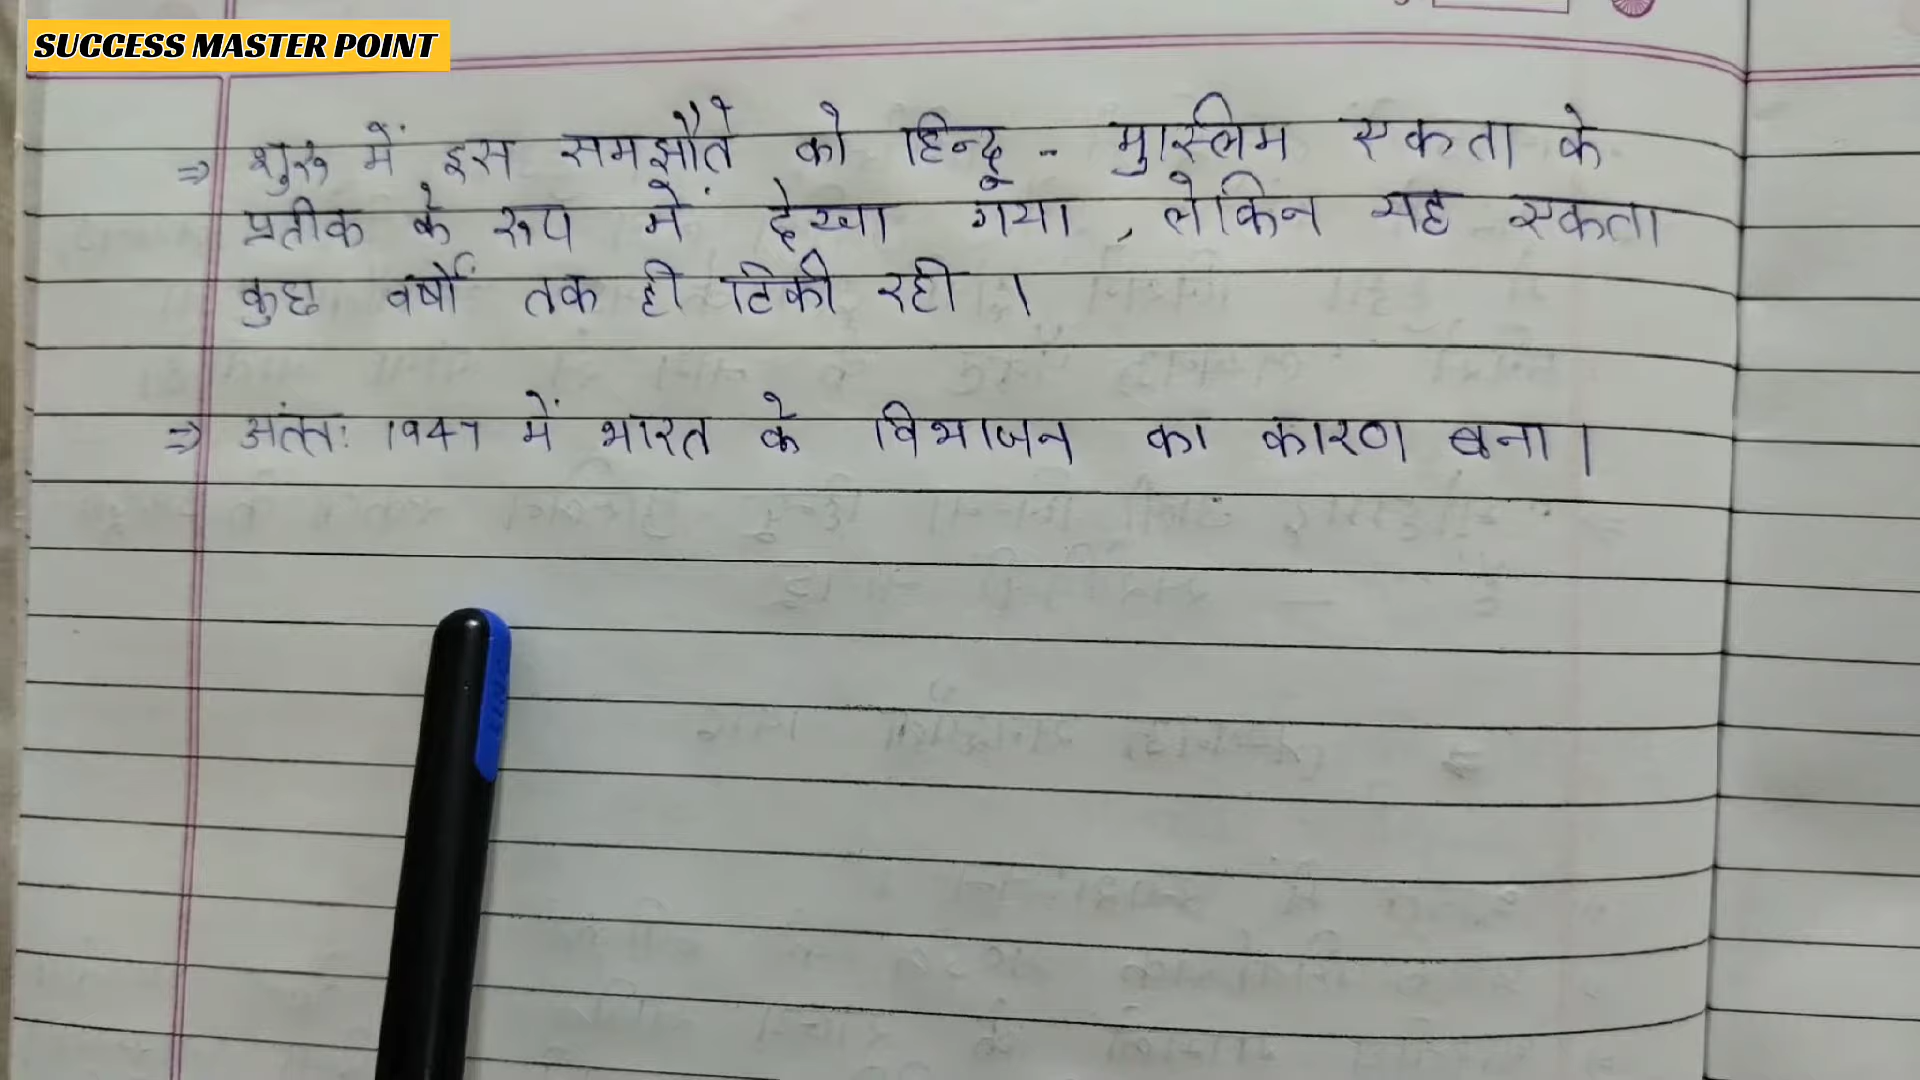 SUCCESS MASTER POINT
⇒ शुरु में इस समझौते को हिन्दू - मुस्लिम एकता के
प्रतीक के रूप में देखा गया , लेकिन यह एकता
कुछ वर्षों तक ही टिकी रही ।
⇒ अंततः 1947 में भारत के विभाजन का कारण बना ।